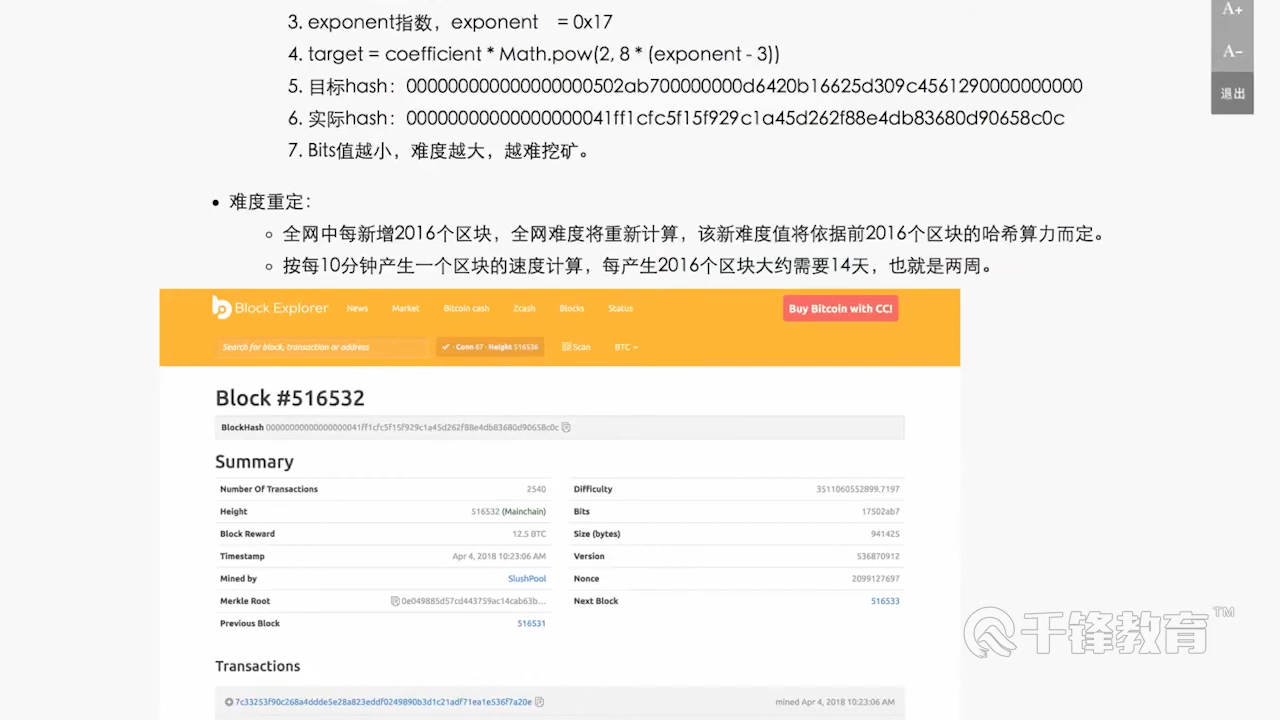 3. exponent指数，exponent = 0x17
4. target = coefficient * Math.pow(2, 8 * (exponent - 3))
5. 目标hash：000000000000000000502ab700000000d6420b16625d309c4561290000000000
6. 实际hash：00000000000000000041ff1cfc5f15f929c1a45d262f88e4db83680d90658c0c
7. Bits值越小，难度越大，越难挖矿。
• 难度重定：
全网中每新增2016个区块，全网难度将重新计算，该新难度值将依据前2016个区块的哈希算力而定。
按每10分钟产生一个区块的速度计算，每产生2016个区块大约需要14天，也就是两周。
A+
A-
退出
Block Explorer News Market Bitcoin cash Zcash Blocks Status Buy Bitcoin with CC!
Search for block, transaction or address · Conn 67 · Height 516536 Scan BTC
Block #516532
BlockHash 00000000000000000041ff1cfc5f15f929c1a45d262f88e4db83680d90658c0c
Summary
Number Of Transactions 2540 Difficulty 3511060552899.7197
Height 516532 (Mainchain) Bits 17502ab7
Block Reward 12.5 BTC Size (bytes) 941425
Timestamp Apr 4, 2018 10:23:06 AM Version 536870912
Mined by SlushPool Nonce 2099127697
Merkle Root 0e049885d57cd443759ac14cab63b... Next Block 516533
Previous Block 516531
千锋教育™
Transactions
7c33253f90c268a4ddde5e28a823eddf0249890b3d1c21adf71ea1e536f7a20e mined Apr 4, 2018 10:23:06 AM